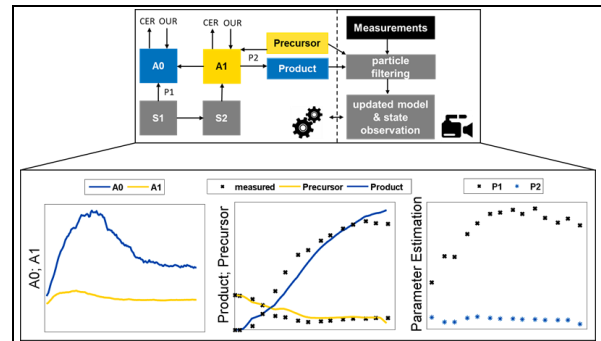 CER OUR CER OUR
Measurements
Precursor
A0 A1 P2 Product
particle
filtering
P1
updated model
& state
observation
S1 S2
A0 A1
measured Precursor Product
P1 P2
A0; A1
Product; Precursor
Parameter Estimation